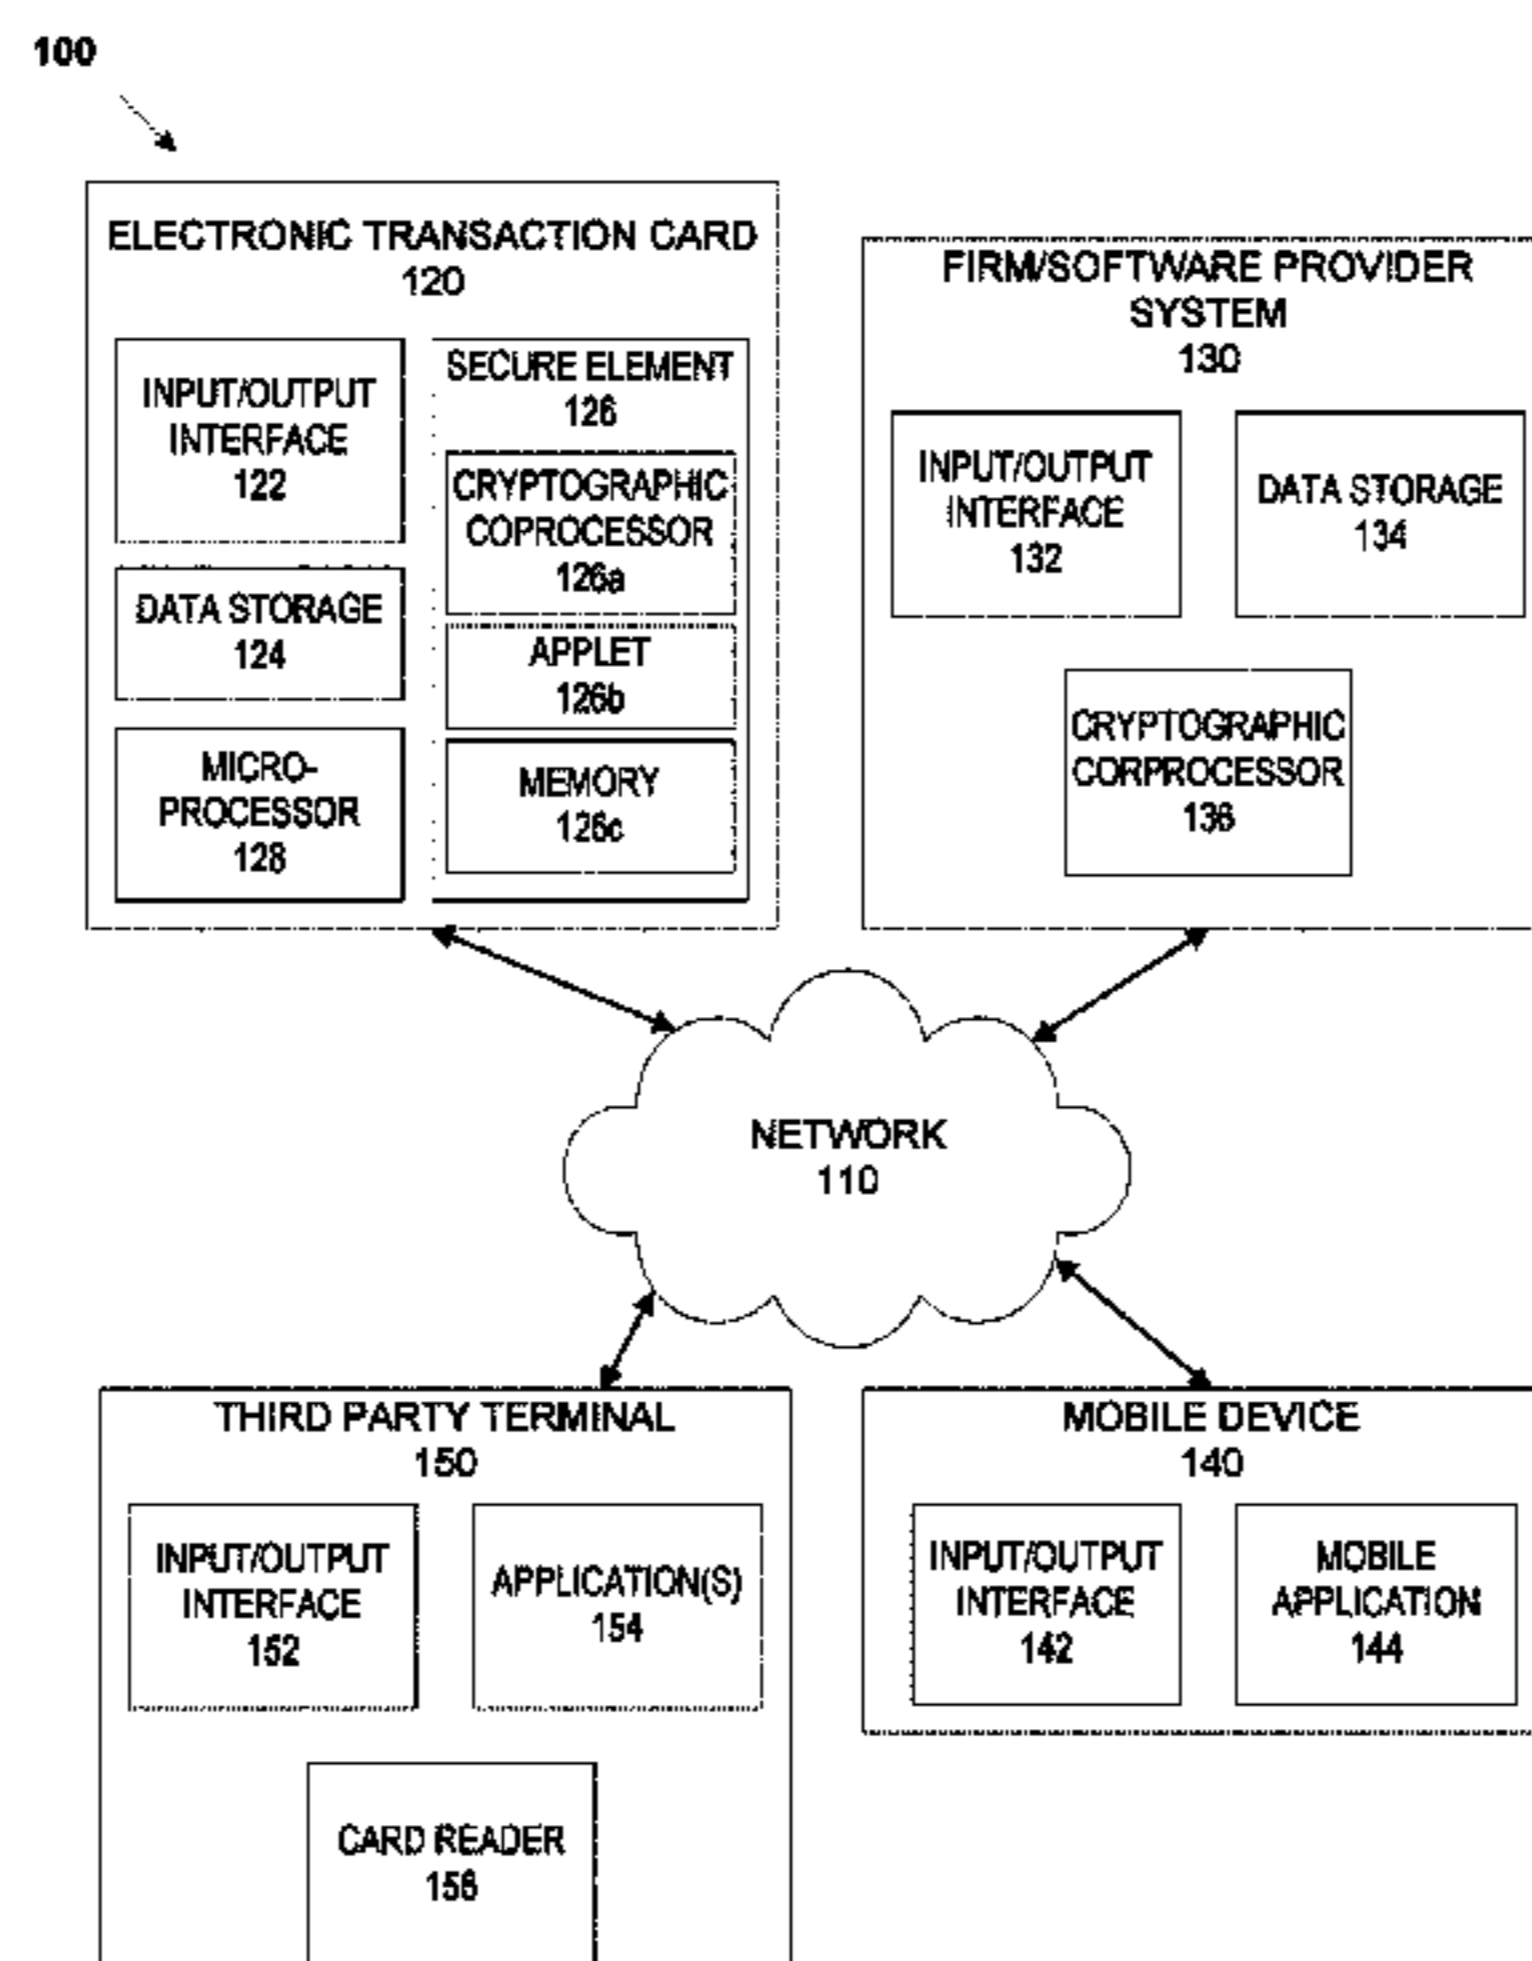 100
ELECTRONIC TRANSACTION CARD
120
INPUT/OUTPUT
INTERFACE
122
DATA STORAGE
124
MICRO-
PROCESSOR
128
SECURE ELEMENT
126
CRYPTOGRAPHIC
COPROCESSOR
126a
APPLET
126b
MEMORY
126c
FIRM/SOFTWARE PROVIDER
SYSTEM
130
INPUT/OUTPUT
INTERFACE
132
DATA STORAGE
134
CRYPTOGRAPHIC
CORPROCESSOR
136
NETWORK
110
THIRD PARTY TERMINAL
150
INPUT/OUTPUT
INTERFACE
152
APPLICATION(S)
154
CARD READER
156
MOBILE DEVICE
140
INPUT/OUTPUT
INTERFACE
142
MOBILE
APPLICATION
144